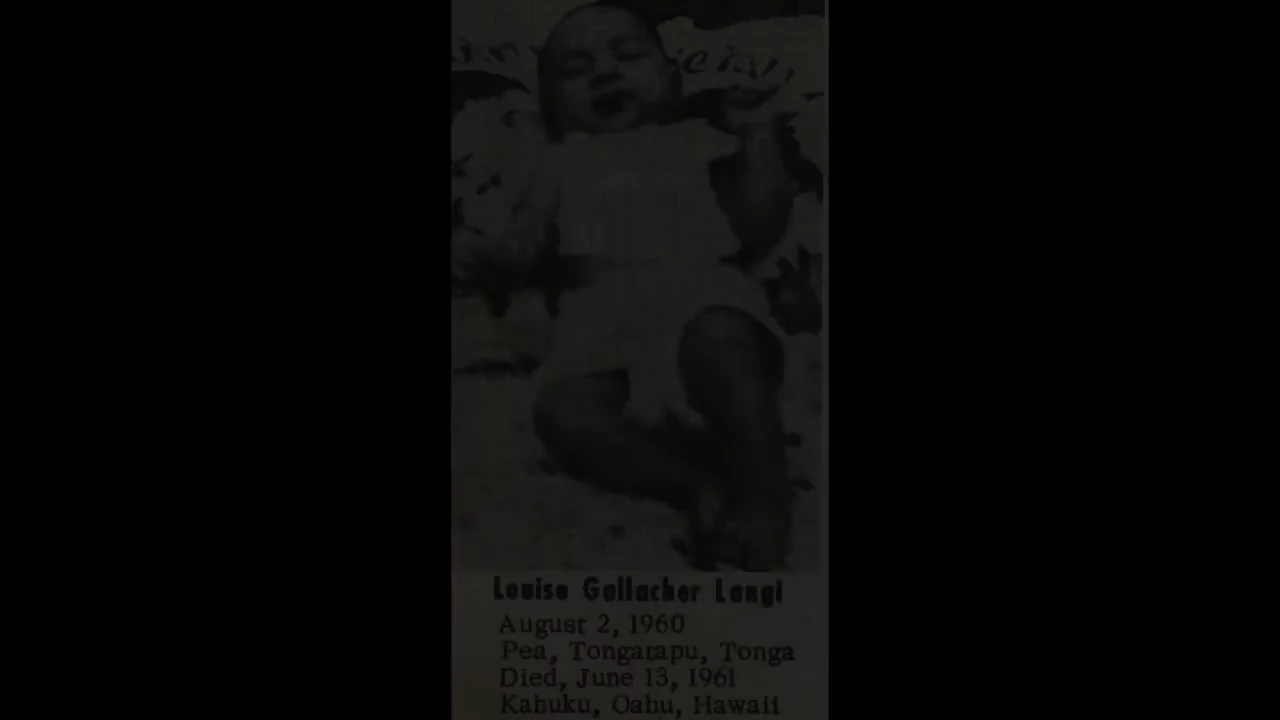 Louise Gallacher Langi
August 2, 1960
Pea, Tongatapu, Tonga
Died, June 13, 1961
Kahuku, Oahu, Hawaii